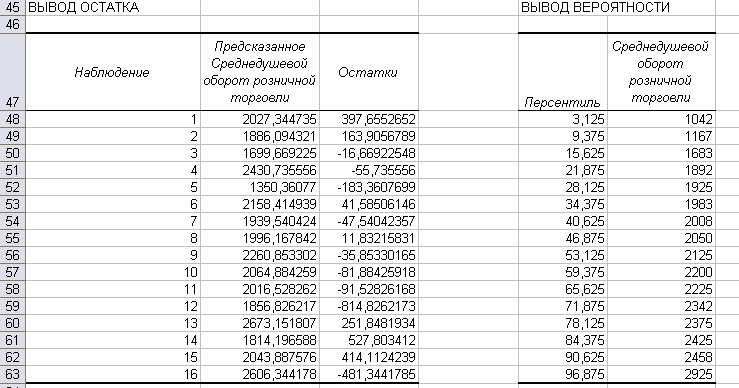 45 ВЫВОД ОСТАТКА ВЫВОД ВЕРОЯТНОСТИ
46
47 Наблюдение Предсказанное Среднедушевой оборот розничной торговли Остатки Персентиль Среднедушевой оборот розничной торговли
48 1 2027,344735 397,6552652 3,125 1042
49 2 1886,094321 163,9056789 9,375 1167
50 3 1699,669225 -16,66922548 15,625 1683
51 4 2430,735556 -55,735556 21,875 1892
52 5 1350,36077 -183,3607699 28,125 1925
53 6 2158,414939 41,58506146 34,375 1983
54 7 1939,540424 -47,54042357 40,625 2008
55 8 1996,167842 11,83215831 46,875 2050
56 9 2260,853302 -35,85330165 53,125 2125
57 10 2064,884259 -81,88425918 59,375 2200
58 11 2016,528262 -91,52826168 65,625 2225
59 12 1856,826217 -814,8262173 71,875 2342
60 13 2673,151807 251,8481934 78,125 2375
61 14 1814,196588 527,803412 84,375 2425
62 15 2043,887576 414,1124239 90,625 2458
63 16 2606,344178 -481,3441785 96,875 2925